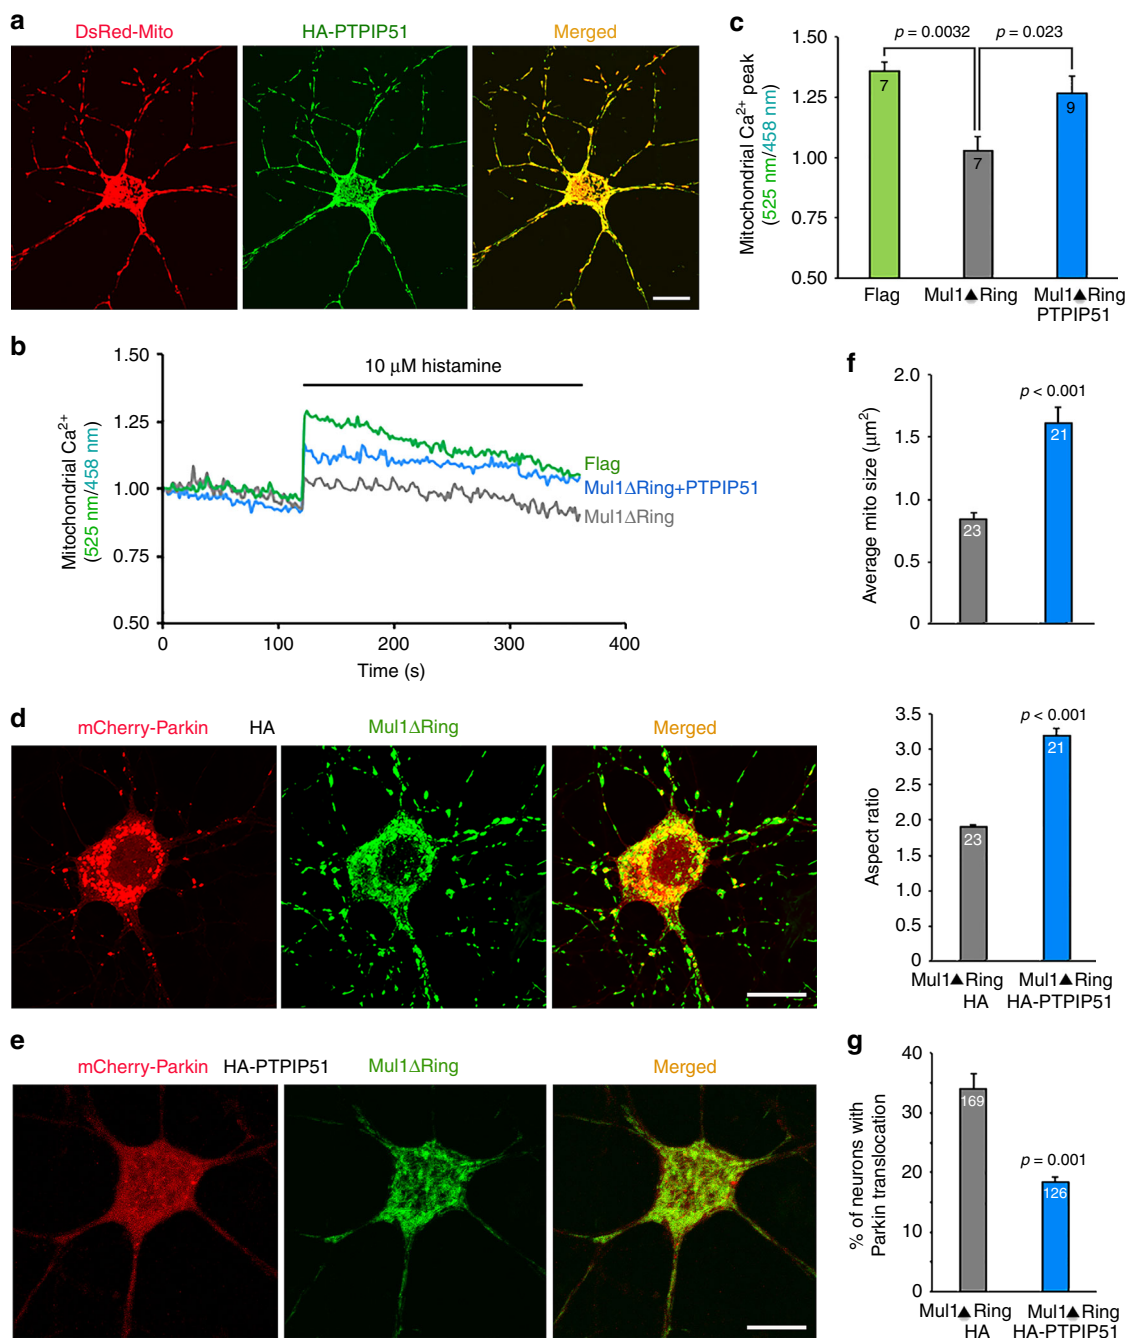 a
DsRed-Mito
HA-PTPIP51
Merged
b
1.50
1.25
1.00
0.75
0.50
Mitochondrial Ca²⁺
(525 nm/458 nm)
10 μM histamine
Flag
Mul1ΔRing+PTPIP51
Mul1ΔRing
0
100
200
300
400
Time (s)
c
p = 0.0032
p = 0.023
1.50
1.25
1.00
0.75
0.50
Mitochondrial Ca²⁺ peak
(525 nm/458 nm)
7
7
9
Flag
Mul1▲Ring
Mul1▲Ring
PTPIP51
d
mCherry-Parkin
HA
Mul1ΔRing
Merged
e
mCherry-Parkin
HA-PTPIP51
Mul1ΔRing
Merged
f
2.0
1.5
1.0
0.5
0
Average mito size (μm²)
p < 0.001
23
21
3.5
3.0
2.5
2.0
1.5
1.0
0.5
0
Aspect ratio
p < 0.001
23
21
Mul1▲Ring
HA
Mul1▲Ring
HA-PTPIP51
g
40
30
20
10
0
% of neurons with
Parkin translocation
p = 0.001
169
126
Mul1▲Ring
HA
Mul1▲Ring
HA-PTPIP51